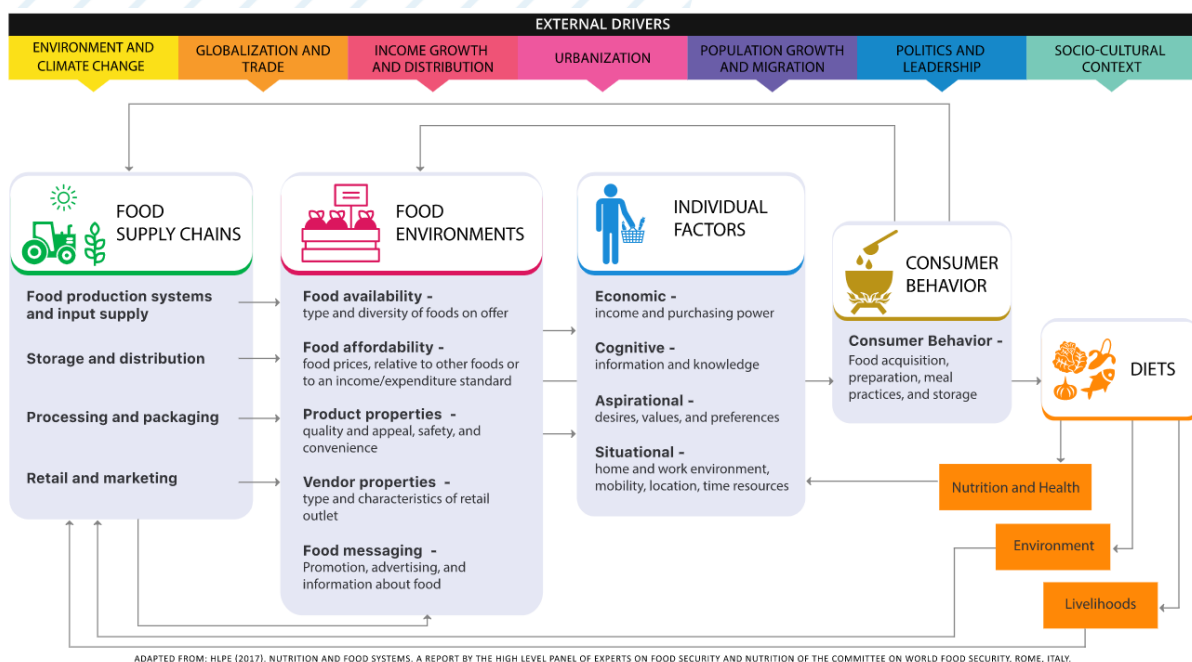 EXTERNAL DRIVERS
ENVIRONMENT AND
CLIMATE CHANGE
GLOBALIZATION AND
TRADE
INCOME GROWTH
AND DISTRIBUTION
URBANIZATION
POPULATION GROWTH
AND MIGRATION
POLITICS AND
LEADERSHIP
SOCIO-CULTURAL
CONTEXT
FOOD
SUPPLY CHAINS
Food production systems
and input supply
Storage and distribution
Processing and packaging
Retail and marketing
FOOD
ENVIRONMENTS
Food availability -
type and diversity of foods on offer
Food affordability -
food prices, relative to other foods or
to an income/expenditure standard
Product properties -
quality and appeal, safety, and
convenience
Vendor properties -
type and characteristics of retail
outlet
Food messaging -
Promotion, advertising, and
information about food
INDIVIDUAL
FACTORS
Economic -
income and purchasing power
Cognitive -
information and knowledge
Aspirational -
desires, values, and preferences
Situational -
home and work environment,
mobility, location, time resources
CONSUMER
BEHAVIOR
Consumer Behavior -
Food acquisition,
preparation, meal
practices, and storage
DIETS
Nutrition and Health
Environment
Livelihoods
ADAPTED FROM: HLPE (2017). NUTRITION AND FOOD SYSTEMS. A REPORT BY THE HIGH LEVEL PANEL OF EXPERTS ON FOOD SECURITY AND NUTRITION OF THE COMMITTEE ON WORLD FOOD SECURITY. ROME, ITALY.